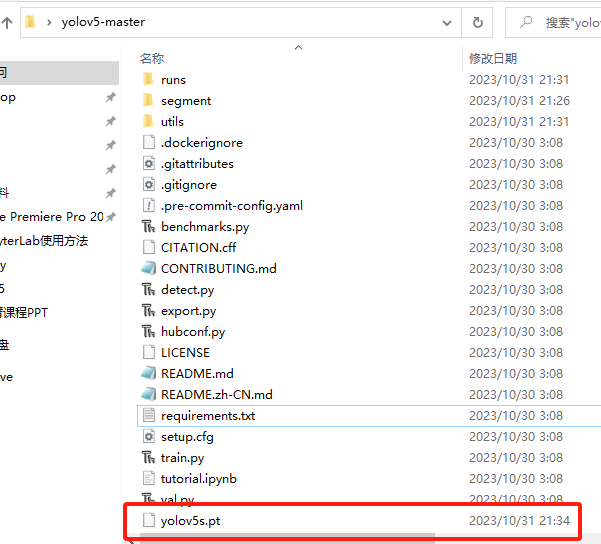 yolov5-master
搜索"yolov
名称
修改日期
问
runs
2023/10/31 21:31
op
segment
2023/10/31 21:26
utils
2023/10/31 21:31
.dockerignore
2023/10/30 3:08
.gitattributes
2023/10/30 3:08
料
.gitignore
2023/10/30 3:08
.pre-commit-config.yaml
2023/10/30 3:08
e Premiere Pro 20
benchmarks.py
2023/10/30 3:08
yterLab使用方法
CITATION.cff
2023/10/30 3:08
y
CONTRIBUTING.md
2023/10/30 3:08
5
detect.py
2023/10/30 3:08
课程PPT
export.py
2023/10/30 3:08
hubconf.py
2023/10/30 3:08
盘
LICENSE
2023/10/30 3:08
ve
README.md
2023/10/30 3:08
README.zh-CN.md
2023/10/30 3:08
requirements.txt
2023/10/30 3:08
setup.cfg
2023/10/30 3:08
train.py
2023/10/30 3:08
tutorial.ipynb
2023/10/30 3:08
val.py
2023/10/30 3:08
yolov5s.pt
2023/10/31 21:34